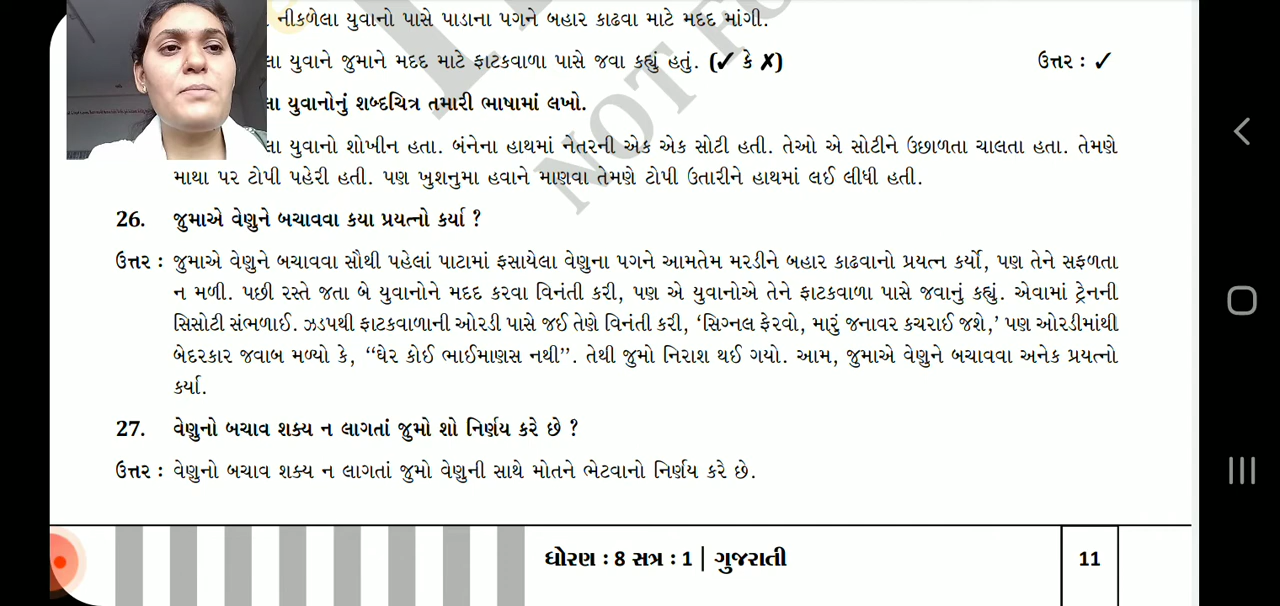 નીકળેલા યુવાનો પાસે પાડાના પગને બહાર કાઢવા માટે મદદ માંગી.
લા યુવાને જુમાને મદદ માટે ફાટકવાળા પાસે જવા કહ્યું હતું. (✓ કે ✗) ઉત્તર : ✓
લા યુવાનોનું શબ્દચિત્ર તમારી ભાષામાં લખો.
લા યુવાનો શોખીન હતા. બંનેના હાથમાં નેતરની એક એક સોટી હતી. તેઓ એ સોટીને ઉછાળતા ચાલતા હતા. તેમણે
માથા પર ટોપી પહેરી હતી. પણ ખુશનુમા હવાને માણવા તેમણે ટોપી ઉતારીને હાથમાં લઈ લીધી હતી.
26. જુમાએ વેણુને બચાવવા કયા પ્રયત્નો કર્યા ?
ઉત્તર : જુમાએ વેણુને બચાવવા સૌથી પહેલાં પાટામાં ફસાયેલા વેણુના પગને આમતેમ મરડીને બહાર કાઢવાનો પ્રયત્ન કર્યો, પણ તેને સફળતા
ન મળી. પછી રસ્તે જતા બે યુવાનોને મદદ કરવા વિનંતી કરી, પણ એ યુવાનોએ તેને ફાટકવાળા પાસે જવાનું કહ્યું. એવામાં ટ્રેનની
સિસોટી સંભળાઈ. ઝડપથી ફાટકવાળાની ઓરડી પાસે જઈ તેણે વિનંતી કરી, ‘સિગ્નલ ફેરવો, મારું જનાવર કચરાઈ જશે,’ પણ ઓરડીમાંથી
બેદરકાર જવાબ મળ્યો કે, “ઘેર કોઈ ભાઈમાણસ નથી”. તેથી જુમો નિરાશ થઈ ગયો. આમ, જુમાએ વેણુને બચાવવા અનેક પ્રયત્નો
કર્યા.
27. વેણુનો બચાવ શક્ય ન લાગતાં જુમો શો નિર્ણય કરે છે ?
ઉત્તર : વેણુનો બચાવ શક્ય ન લાગતાં જુમો વેણુની સાથે મોતને ભેટવાનો નિર્ણય કરે છે.
ધોરણ : 8 સત્ર : 1 | ગુજરાતી 11
NOT FO